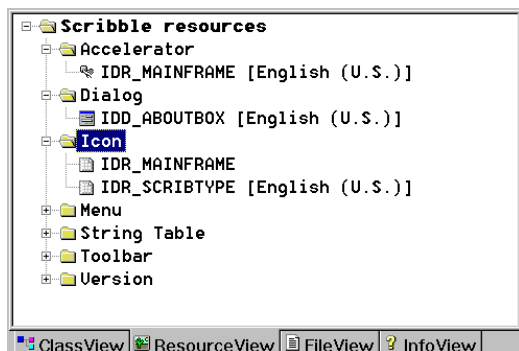 Scribble resources
Accelerator
IDR_MAINFRAME [English (U.S.)]
Dialog
IDD_ABOUTBOX [English (U.S.)]
Icon
IDR_MAINFRAME
IDR_SCRIBTYPE [English (U.S.)]
Menu
String Table
Toolbar
Version
ClassView ResourceView FileView InfoView